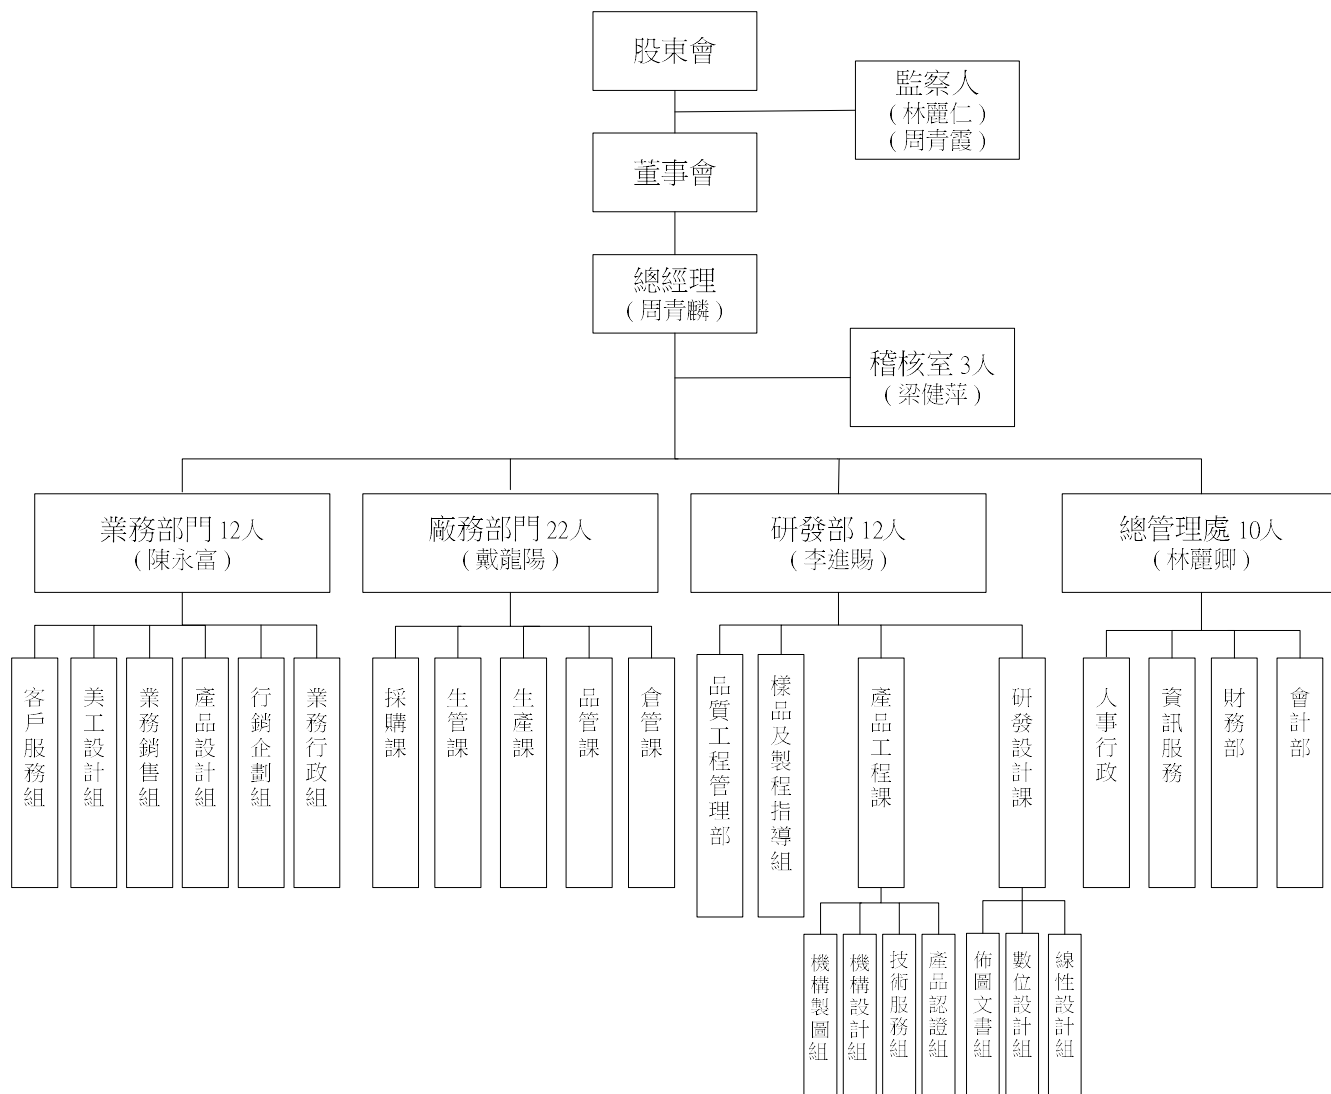 股東會
監察人
(林麗仁)
(周青霞)
董事會
總經理
(周青麟)
稽核室 3人
(梁健萍)
業務部門 12人
(陳永富)
廠務部門 22人
(戴龍陽)
研發部 12人
(李進賜)
總管理處 10人
(林麗卿)
客戶服務組
美工設計組
業務銷售組
產品設計組
行銷企劃組
業務行政組
採購課
生管課
生產課
品管課
倉管課
品質工程管理部
樣品及製程指導組
產品工程課
研發設計課
人事行政
資訊服務
財務部
會計部
機構製圖組
機構設計組
技術服務組
產品認證組
佈圖文書組
數位設計組
線性設計組